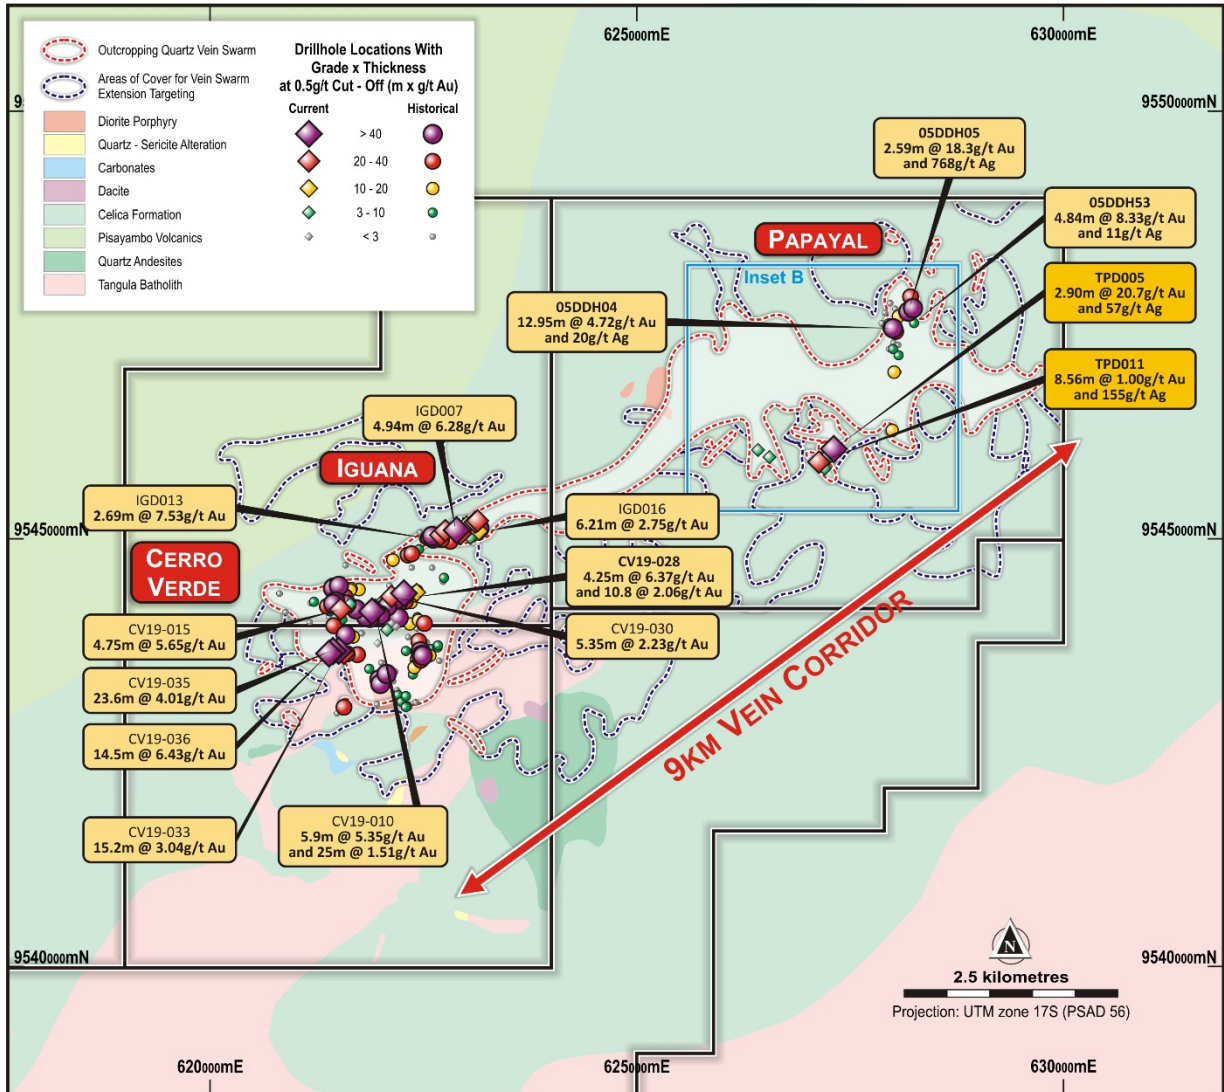 625000mE
630000mE
Outcropping Quartz Vein Swarm
Areas of Cover for Vein Swarm
Extension Targeting
Diorite Porphyry
Quartz - Sericite Alteration
Carbonates
Dacite
Celica Formation
Pisayambo Volcanics
Quartz Andesites
Tangula Batholith
Drillhole Locations With
Grade x Thickness
at 0.5g/t Cut - Off (m x g/t Au)
Current
Historical
> 40
20 - 40
10 - 20
3 - 10
< 3
9550000mN
05DDH05
2.59m @ 18.3g/t Au
and 768g/t Ag
05DDH53
4.84m @ 8.33g/t Au
and 11g/t Ag
PAPAYAL
Inset B
TPD005
2.90m @ 20.7g/t Au
and 57g/t Ag
05DDH04
12.95m @ 4.72g/t Au
and 20g/t Ag
TPD011
8.56m @ 1.00g/t Au
and 155g/t Ag
IGD007
4.94m @ 6.28g/t Au
IGUANA
IGD013
2.69m @ 7.53g/t Au
IGD016
6.21m @ 2.75g/t Au
9545000mN
9545000mN
CERRO
VERDE
CV19-028
4.25m @ 6.37g/t Au
and 10.8 @ 2.06g/t Au
CV19-015
4.75m @ 5.65g/t Au
CV19-030
5.35m @ 2.23g/t Au
CV19-035
23.6m @ 4.01g/t Au
CV19-036
14.5m @ 6.43g/t Au
9KM VEIN CORRIDOR
CV19-033
15.2m @ 3.04g/t Au
CV19-010
5.9m @ 5.35g/t Au
and 25m @ 1.51g/t Au
9540000mN
9540000mN
N
2.5 kilometres
Projection: UTM zone 17S (PSAD 56)
620000mE
625000mE
630000mE